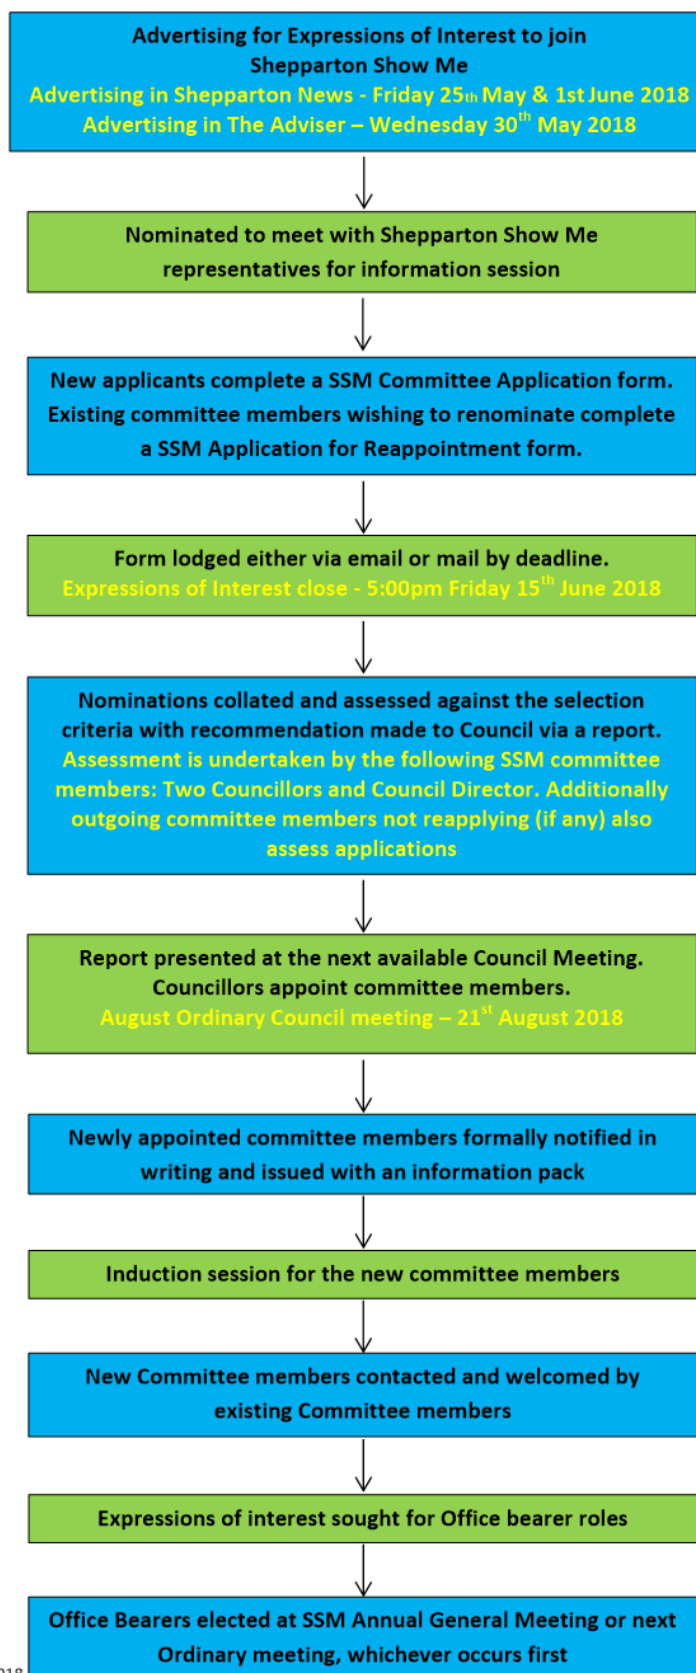 Advertising for Expressions of Interest to join
Shepparton Show Me
Advertising in Shepparton News - Friday 25th May & 1st June 2018
Advertising in The Adviser – Wednesday 30th May 2018
Nominated to meet with Shepparton Show Me
representatives for information session
New applicants complete a SSM Committee Application form.
Existing committee members wishing to renominate complete
a SSM Application for Reappointment form.
Form lodged either via email or mail by deadline.
Expressions of Interest close - 5:00pm Friday 15th June 2018
Nominations collated and assessed against the selection
criteria with recommendation made to Council via a report.
Assessment is undertaken by the following SSM committee
members: Two Councillors and Council Director. Additionally
outgoing committee members not reapplying (if any) also
assess applications
Report presented at the next available Council Meeting.
Councillors appoint committee members.
August Ordinary Council meeting – 21st August 2018
Newly appointed committee members formally notified in
writing and issued with an information pack
Induction session for the new committee members
New Committee members contacted and welcomed by
existing Committee members
Expressions of interest sought for Office bearer roles
Office Bearers elected at SSM Annual General Meeting or next
Ordinary meeting, whichever occurs first